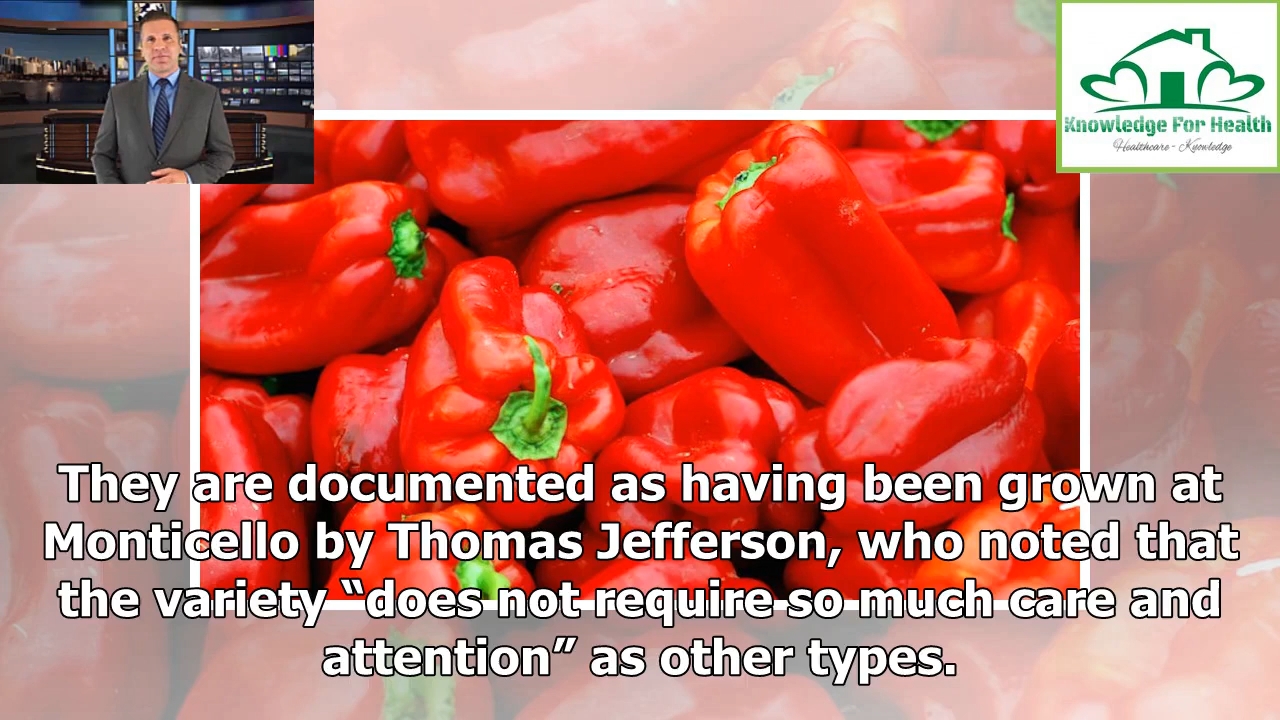 Knowledge For Health
Healthcare - Knowledge
They are documented as having been grown at
Monticello by Thomas Jefferson, who noted that
the variety “does not require so much care and
attention” as other types.